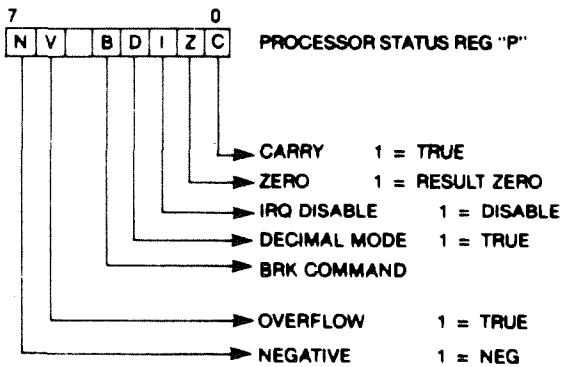 7 0
N V B D I Z C PROCESSOR STATUS REG "P"
CARRY 1 = TRUE
ZERO 1 = RESULT ZERO
IRQ DISABLE 1 = DISABLE
DECIMAL MODE 1 = TRUE
BRK COMMAND
OVERFLOW 1 = TRUE
NEGATIVE 1 = NEG